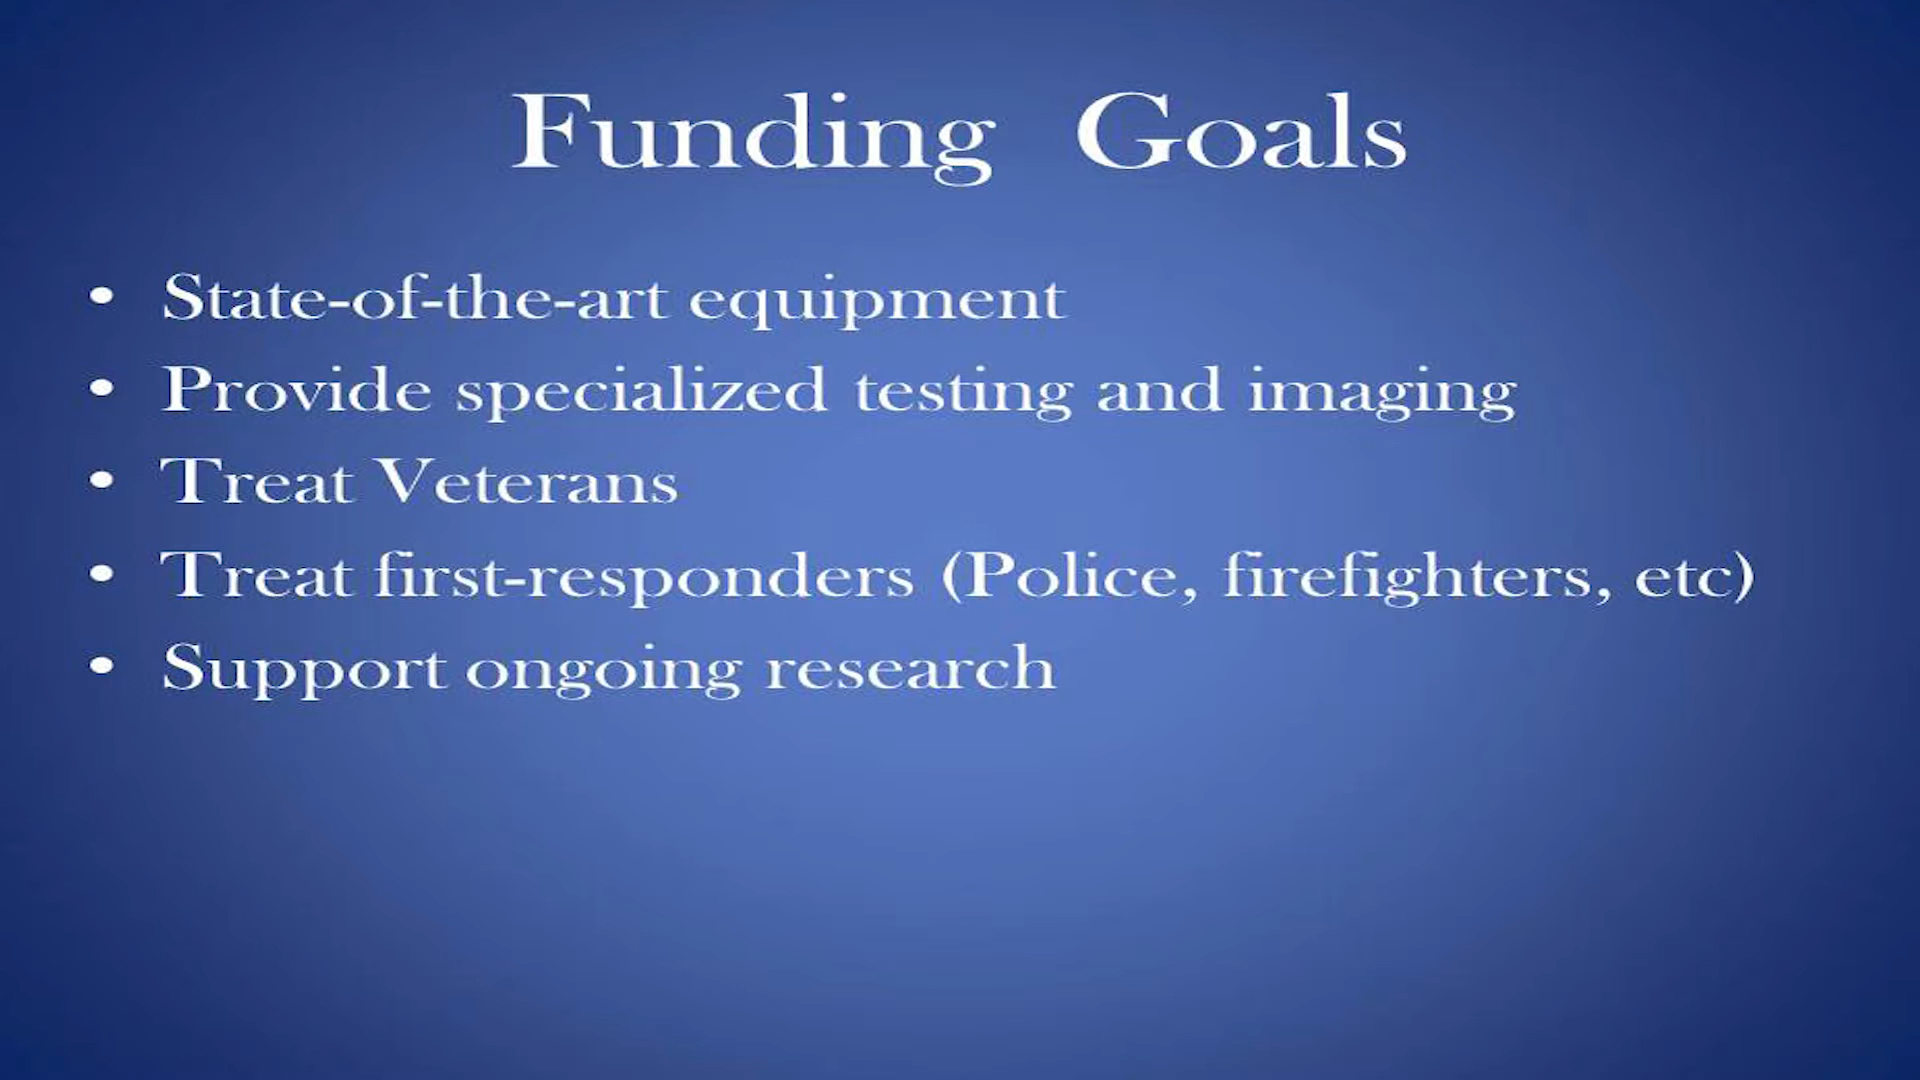 Funding Goals
• State-of-the-art equipment
• Provide specialized testing and imaging
• Treat Veterans
• Treat first-responders (Police, firefighters, etc)
• Support ongoing research